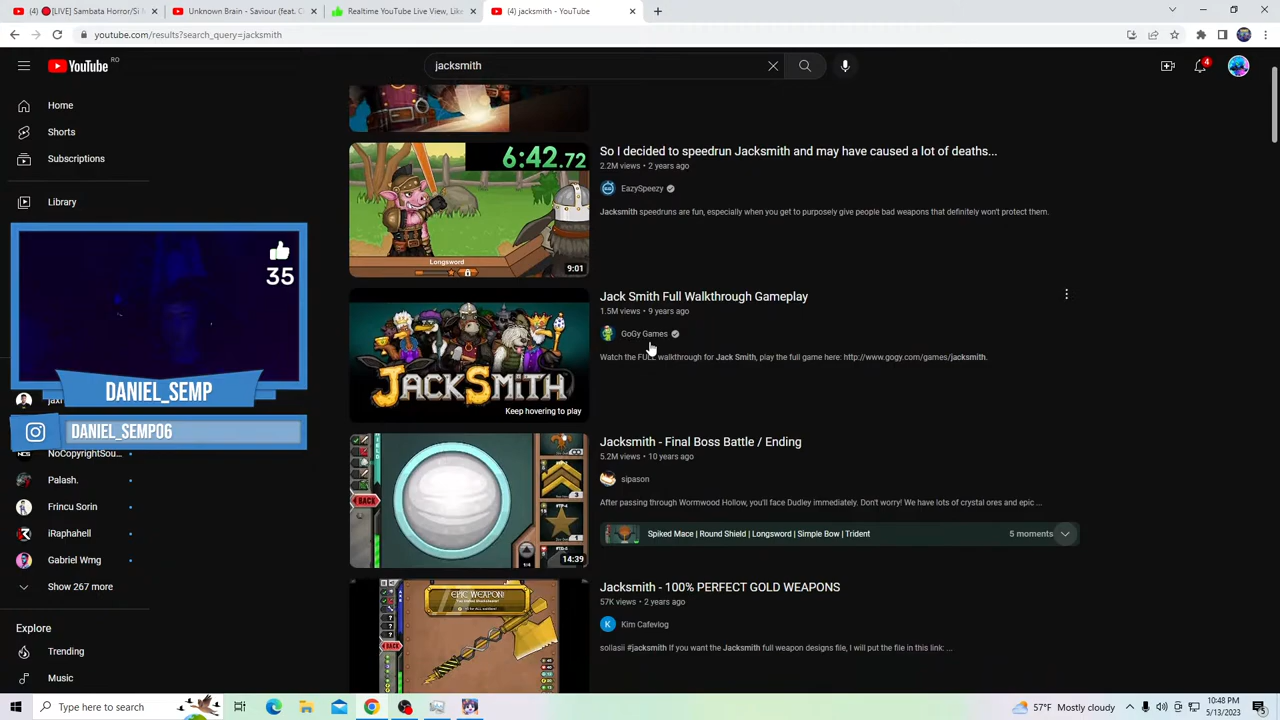 (4) 🔴[LIVE] Sambata Horror/Si M
Unknown Brain - Saviour (feat. C
Realtime YouTube Live View, Like
(4) jacksmith - YouTube
youtube.com/results?search_query=jacksmith
YouTube RO
jacksmith
4
Home
Shorts
Subscriptions
Library
35
DANIEL_SEMP
DANIEL_SEMP06
NoCopyrightSou...
Palash.
Frincu Sorin
iRaphahell
Gabriel Wmg
Show 267 more
Explore
Trending
Music
6:42.72
Longsword
9:01
So I decided to speedrun Jacksmith and may have caused a lot of deaths...
2.2M views • 2 years ago
EazySpeezy
Jacksmith speedruns are fun, especially when you get to purposely give people bad weapons that definitely won't protect them.
JACKSMITH
Keep hovering to play
Jack Smith Full Walkthrough Gameplay
1.5M views • 9 years ago
GoGy Games
Watch the FULL walkthrough for Jack Smith, play the full game here: http://www.gogy.com/games/jacksmith.
BACK
14:39
Jacksmith - Final Boss Battle / Ending
5.2M views • 10 years ago
sipason
After passing through Wormwood Hollow, you'll face Dudley immediately. Don't worry! We have lots of crystal ores and epic ...
Spiked Mace | Round Shield | Longsword | Simple Bow | Trident
5 moments
EPIC WEAPON!
BACK
Jacksmith - 100% PERFECT GOLD WEAPONS
57K views • 2 years ago
K
Kim Cafevlog
sollasii #jacksmith If you want the Jacksmith full weapon designs file, I will put the file in this link: ...
Type here to search
57°F Mostly cloudy
10:48 PM
5/13/2023